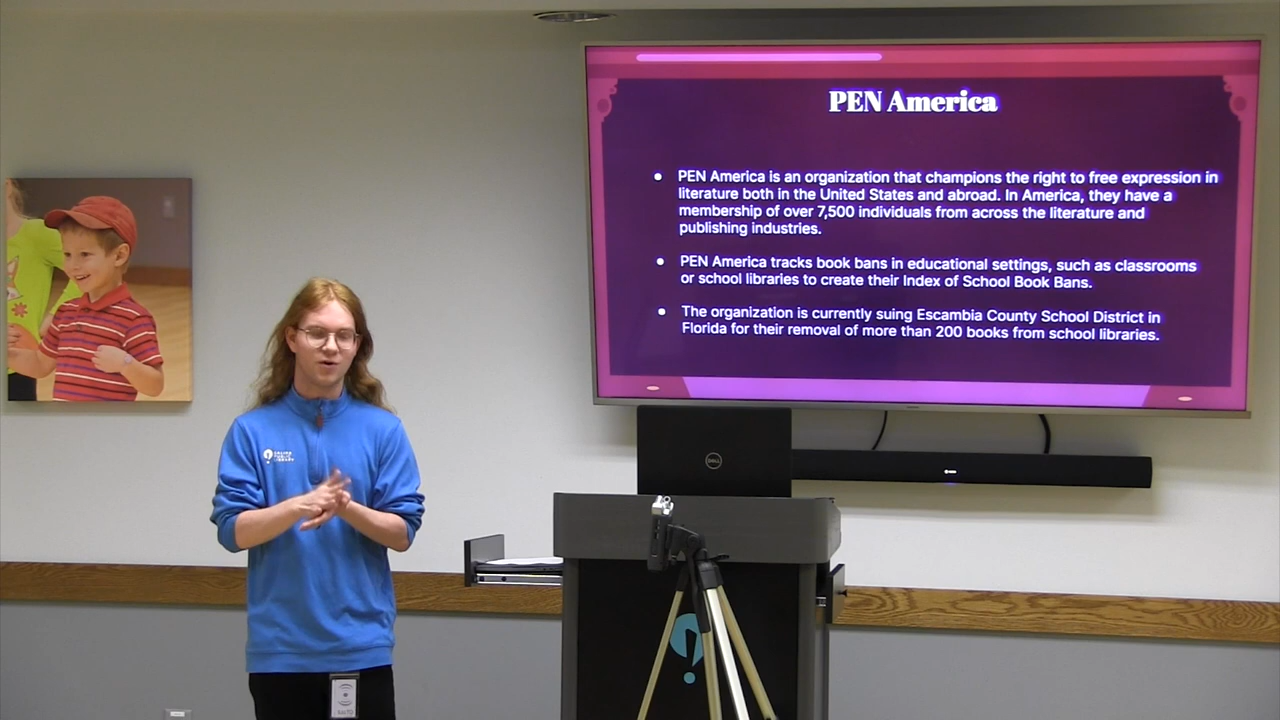 PEN America
• PEN America is an organization that champions the right to free expression in
literature both in the United States and abroad. In America, they have a
membership of over 7,500 individuals from across the literature and
publishing industries.
• PEN America tracks book bans in educational settings, such as classrooms
or school libraries to create their Index of School Book Bans.
• The organization is currently suing Escambia County School District in
Florida for their removal of more than 200 books from school libraries.
DELL